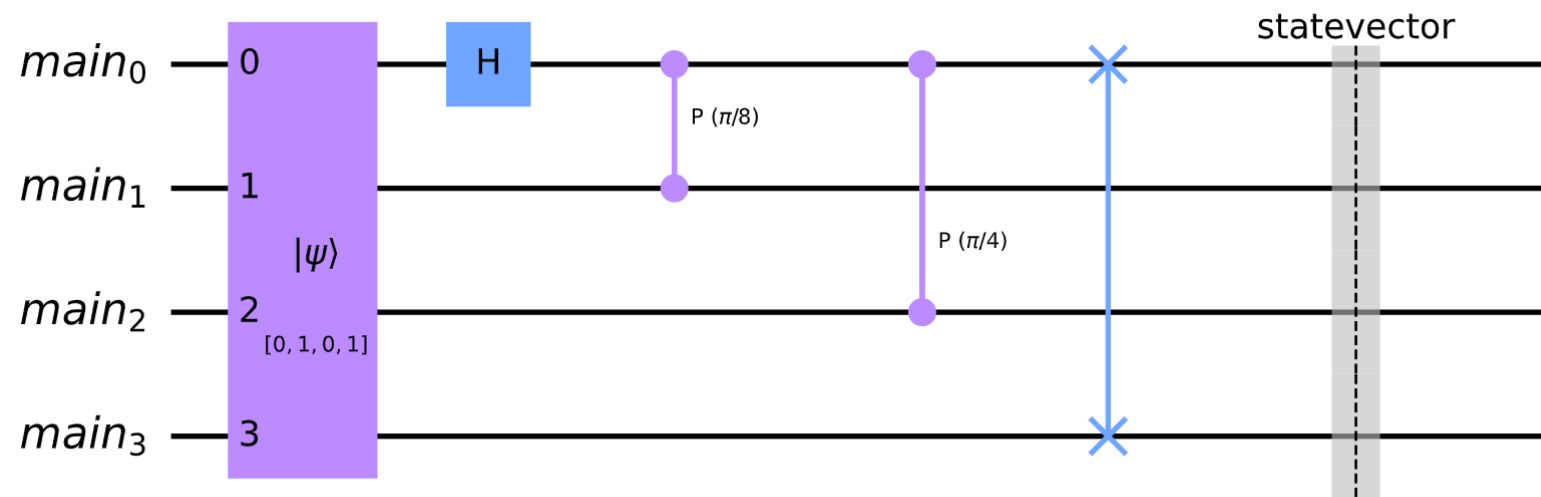 statevector
main0 0 H
P (π/8)
main1 1
|ψ⟩
P (π/4)
main2 2
[0, 1, 0, 1]
main3 3